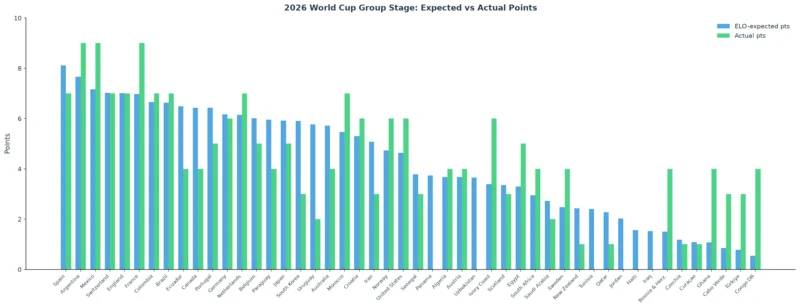 2026 World Cup Group Stage: Expected vs Actual Points
ELO-expected pts
Actual pts
Points
10
8
6
4
2
0
Spain
Argentina
Mexico
Switzerland
England
France
Colombia
Brazil
Ecuador
Canada
Portugal
Germany
Netherlands
Belgium
Paraguay
Japan
South Korea
Uruguay
Australia
Morocco
Croatia
Iran
Norway
United States
Senegal
Panama
Algeria
Austria
Uzbekistan
Ivory Coast
Scotland
Egypt
South Africa
Saudi Arabia
Sweden
New Zealand
Tunisia
Qatar
Jordan
Haiti
Iraq
Bosnia & Herz.
Czechia
Curacao
Ghana
Cabo Verde
Türkiye
Congo DR